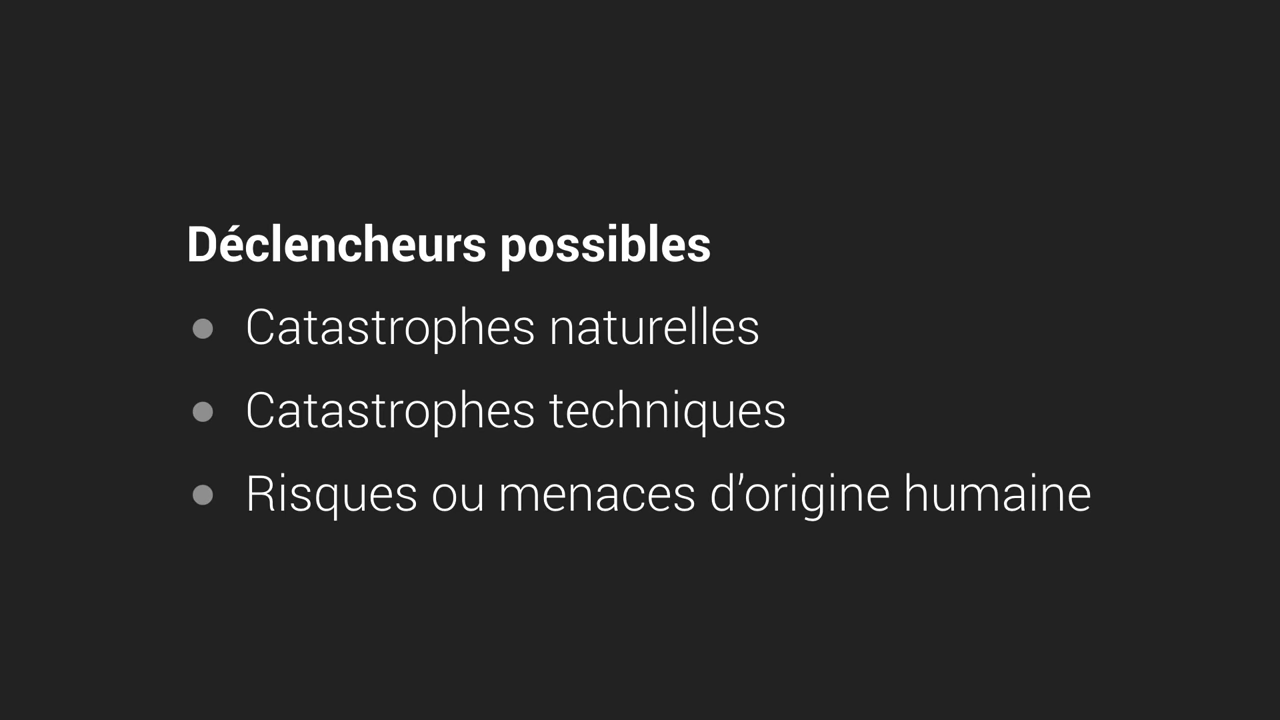 Déclencheurs possibles
● Catastrophes naturelles
● Catastrophes techniques
● Risques ou menaces d’origine humaine